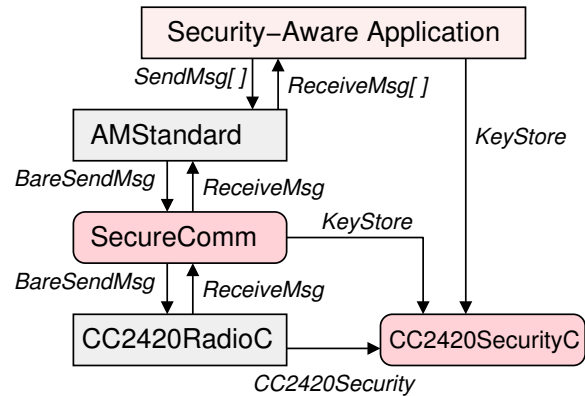 Security-Aware Application
SendMsg[ ]
ReceiveMsg[ ]
AMStandard
KeyStore
BareSendMsg
ReceiveMsg
SecureComm
KeyStore
BareSendMsg
ReceiveMsg
CC2420RadioC
CC2420SecurityC
CC2420Security